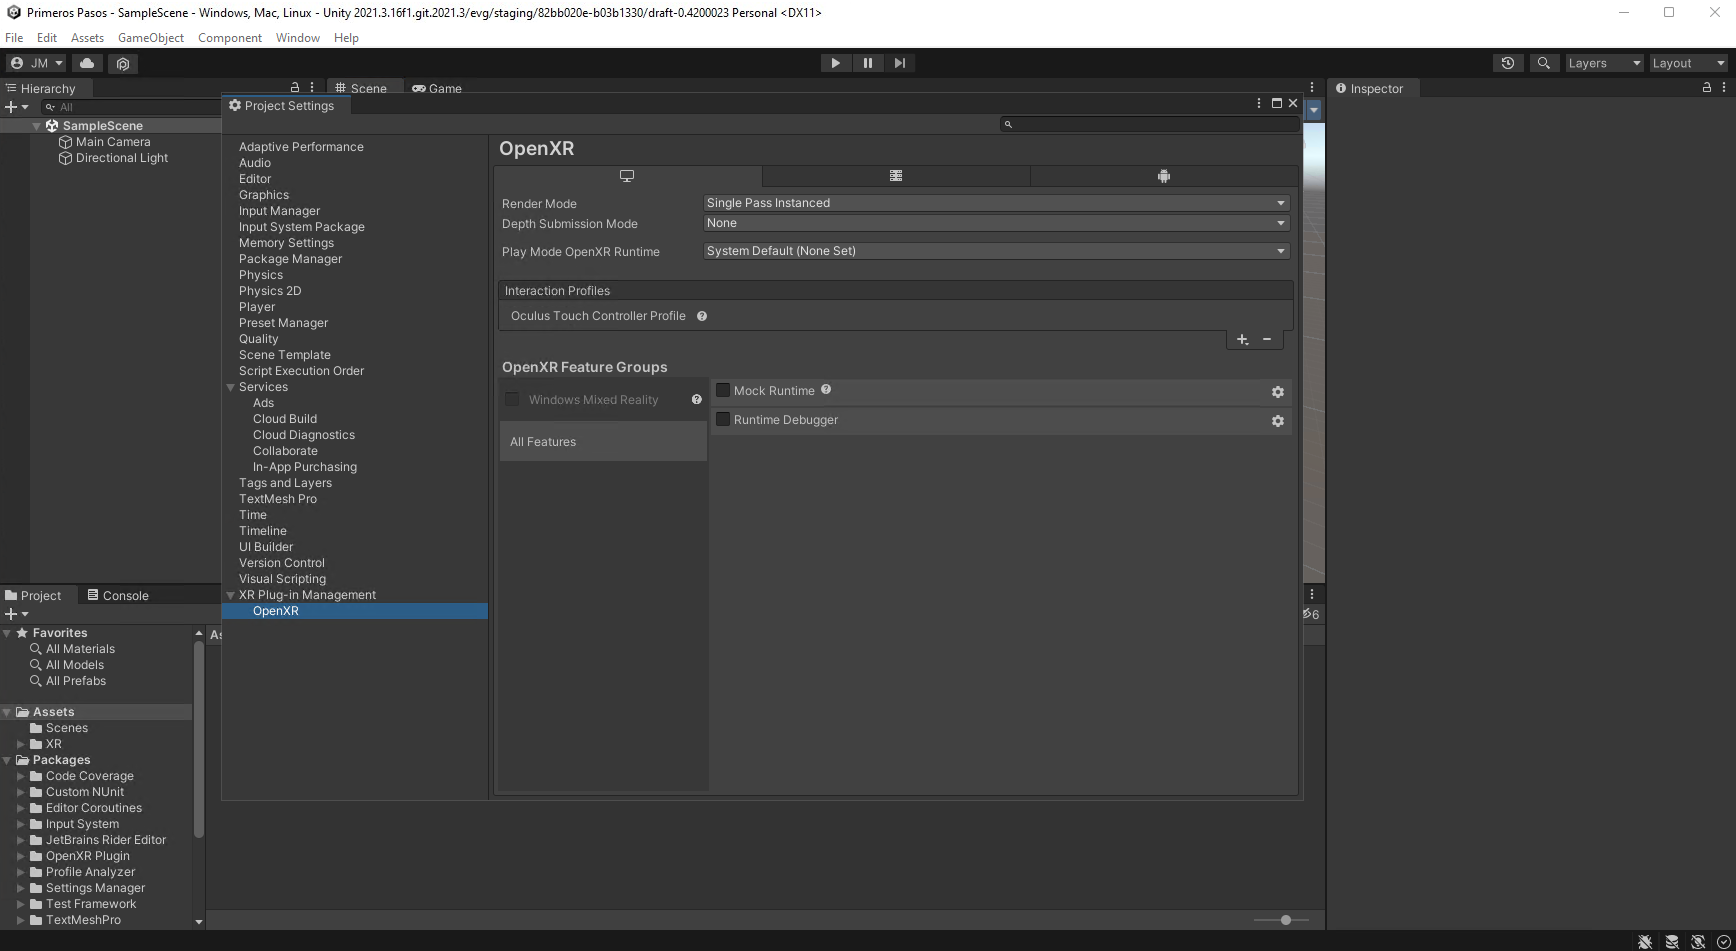 Primeros Pasos - SampleScene - Windows, Mac, Linux - Unity 2021.3.16f1.git.2021.3/evg/staging/82bb020e-b03b1330/draft-0.4200023 Personal <DX11>
File Edit Assets GameObject Component Window Help
JM
Layers
Layout
Hierarchy
Scene
Game
Inspector
All
SampleScene
Main Camera
Directional Light
Project Settings
Adaptive Performance
Audio
Editor
Graphics
Input Manager
Input System Package
Memory Settings
Package Manager
Physics
Physics 2D
Player
Preset Manager
Quality
Scene Template
Script Execution Order
Services
Ads
Cloud Build
Cloud Diagnostics
Collaborate
In-App Purchasing
Tags and Layers
TextMesh Pro
Time
Timeline
UI Builder
Version Control
Visual Scripting
XR Plug-in Management
OpenXR
OpenXR
Render Mode Single Pass Instanced
Depth Submission Mode None
Play Mode OpenXR Runtime System Default (None Set)
Interaction Profiles
Oculus Touch Controller Profile
OpenXR Feature Groups
Windows Mixed Reality
All Features
Mock Runtime
Runtime Debugger
Project
Console
6
Favorites
All Materials
All Models
All Prefabs
As
Assets
Scenes
XR
Packages
Code Coverage
Custom NUnit
Editor Coroutines
Input System
JetBrains Rider Editor
OpenXR Plugin
Profile Analyzer
Settings Manager
Test Framework
TextMeshPro